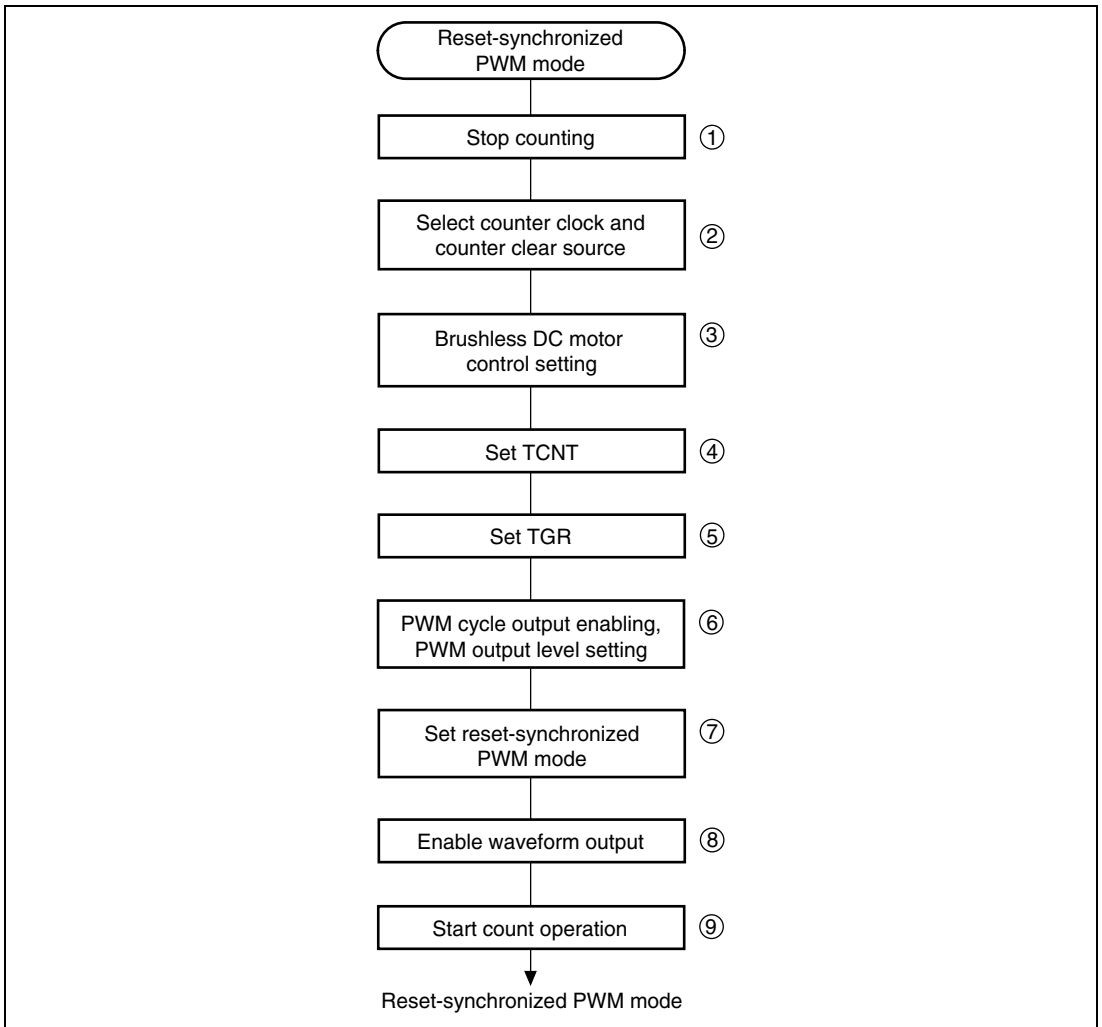 Reset-synchronized
PWM mode
Stop counting ①
Select counter clock and
counter clear source ②
Brushless DC motor
control setting ③
Set TCNT ④
Set TGR ⑤
PWM cycle output enabling,
PWM output level setting ⑥
Set reset-synchronized
PWM mode ⑦
Enable waveform output ⑧
Start count operation ⑨
Reset-synchronized PWM mode